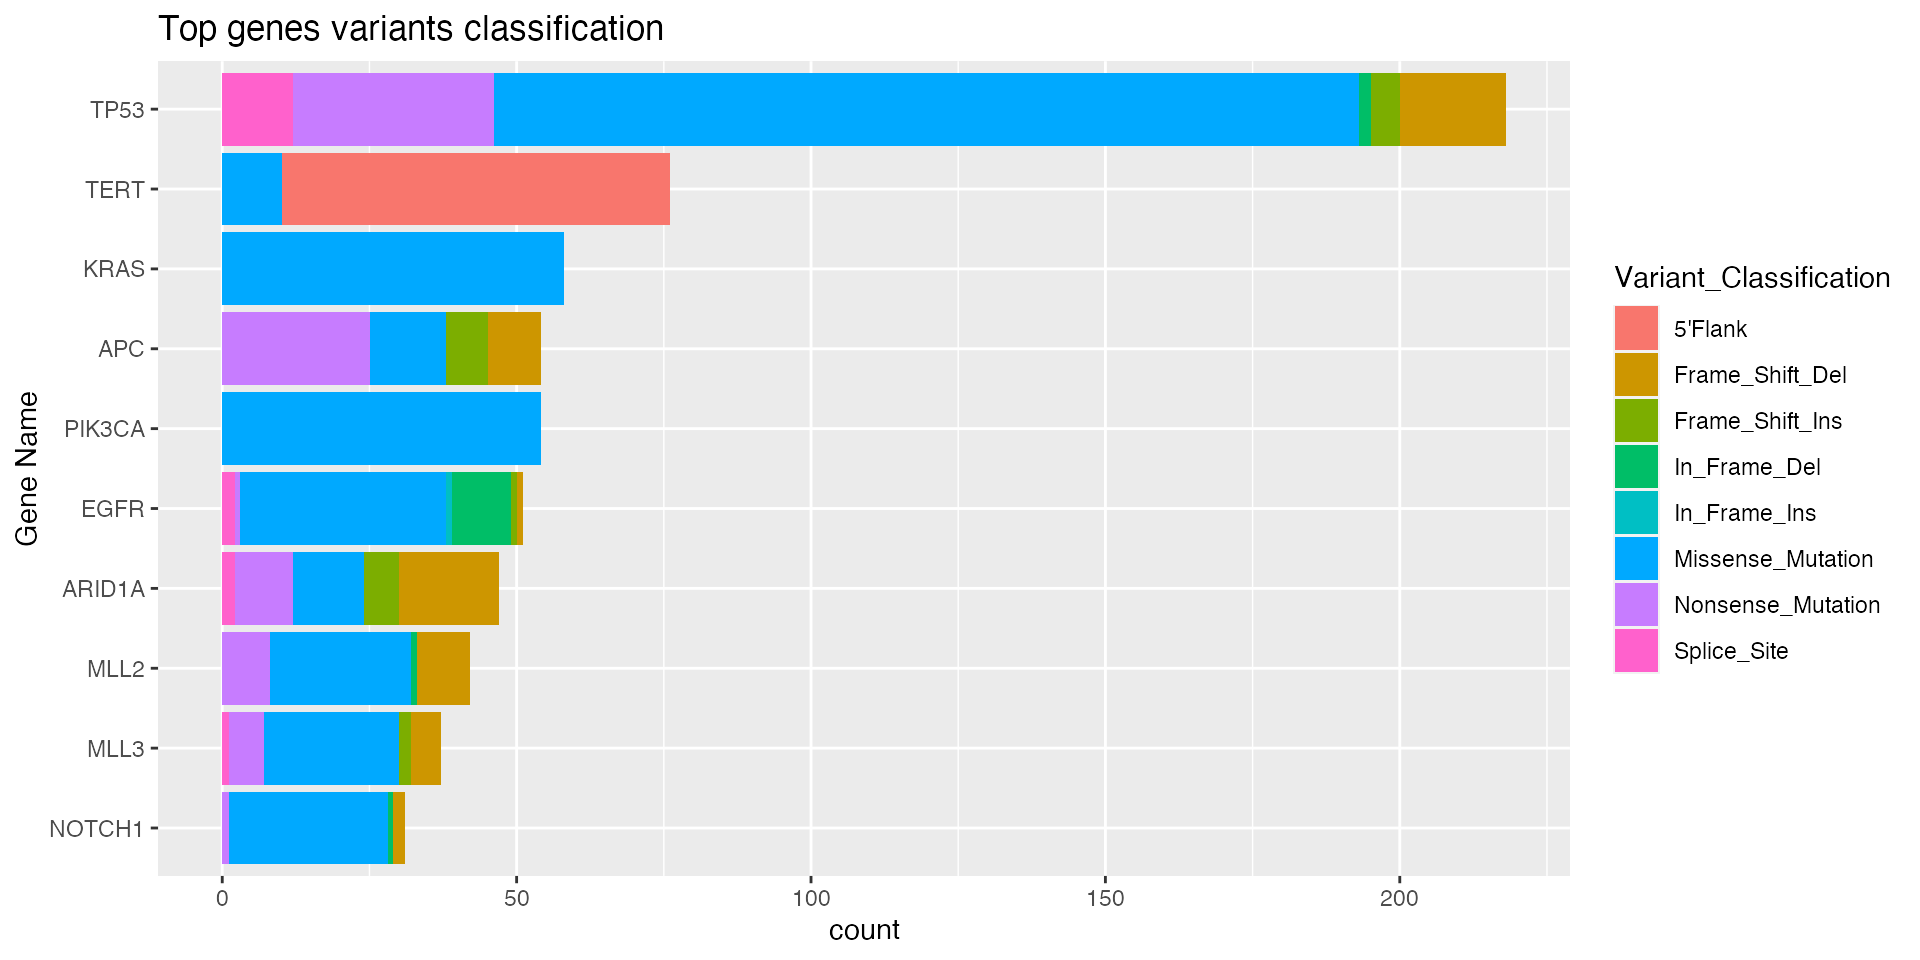 Top genes variants classification
Gene Name
TP53
TERT
KRAS
APC
PIK3CA
EGFR
ARID1A
MLL2
MLL3
NOTCH1
0 50 100 150 200
count
Variant_Classification
5'Flank
Frame_Shift_Del
Frame_Shift_Ins
In_Frame_Del
In_Frame_Ins
Missense_Mutation
Nonsense_Mutation
Splice_Site